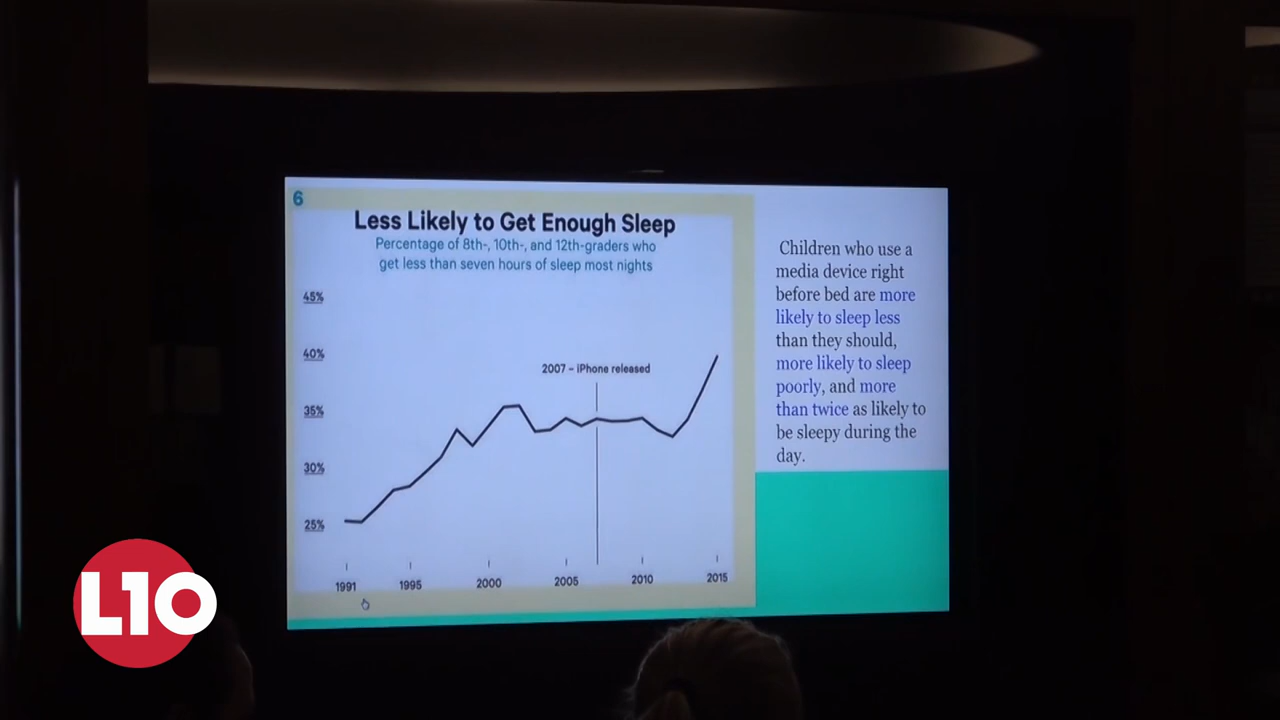 6
Less Likely to Get Enough Sleep
Percentage of 8th-, 10th-, and 12th-graders who
get less than seven hours of sleep most nights
45%
40%
35%
30%
25%
2007 – iPhone released
1991 1995 2000 2005 2010 2015
Children who use a
media device right
before bed are more
likely to sleep less
than they should,
more likely to sleep
poorly, and more
than twice as likely to
be sleepy during the
day.
L10